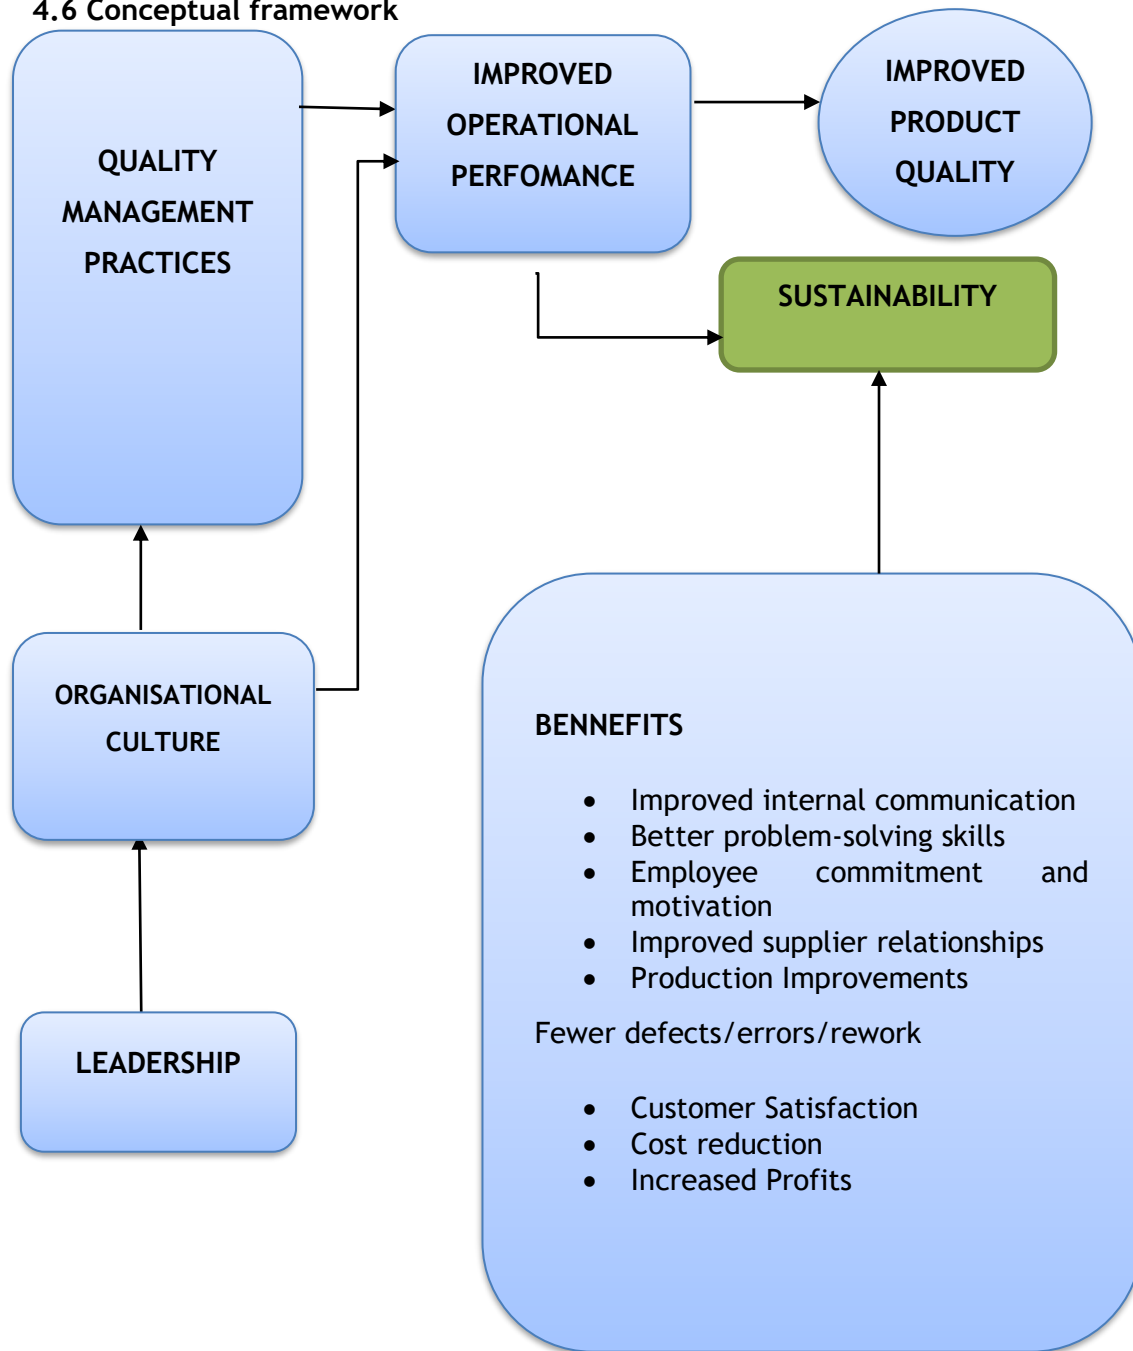 4.6 Conceptual framework
QUALITY
MANAGEMENT
PRACTICES
IMPROVED
OPERATIONAL
PERFOMANCE
IMPROVED
PRODUCT
QUALITY
SUSTAINABILITY
ORGANISATIONAL
CULTURE
LEADERSHIP
BENNEFITS
• Improved internal communication
• Better problem-solving skills
• Employee commitment and
motivation
• Improved supplier relationships
• Production Improvements
Fewer defects/errors/rework
• Customer Satisfaction
• Cost reduction
• Increased Profits